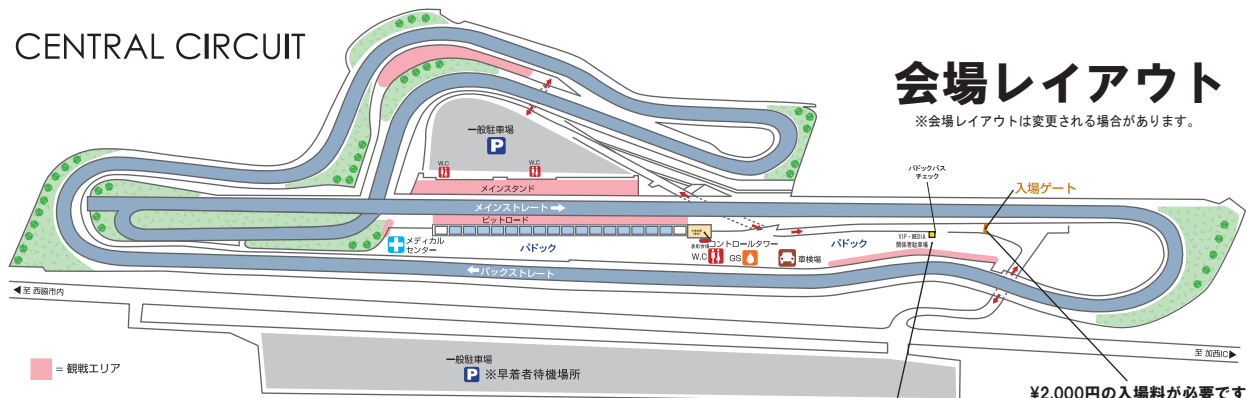 CENTRAL CIRCUIT
会場レイアウト
※会場レイアウトは変更される場合があります。
一般駐車場
P
W.C
W.C
メインスタンド
メインストレート
ピットロード
パドックパス
チェック
入場ゲート
メディカル
センター
パドック
表彰会場
コントロールタワー
W.C
GS
車検場
パドック
VIP・MEDIA
関係者駐車場
バックストレート
至 西脇市内
至 加西IC
= 観戦エリア
一般駐車場
P ※早着者待機場所
¥2,000円の入場料が必要です